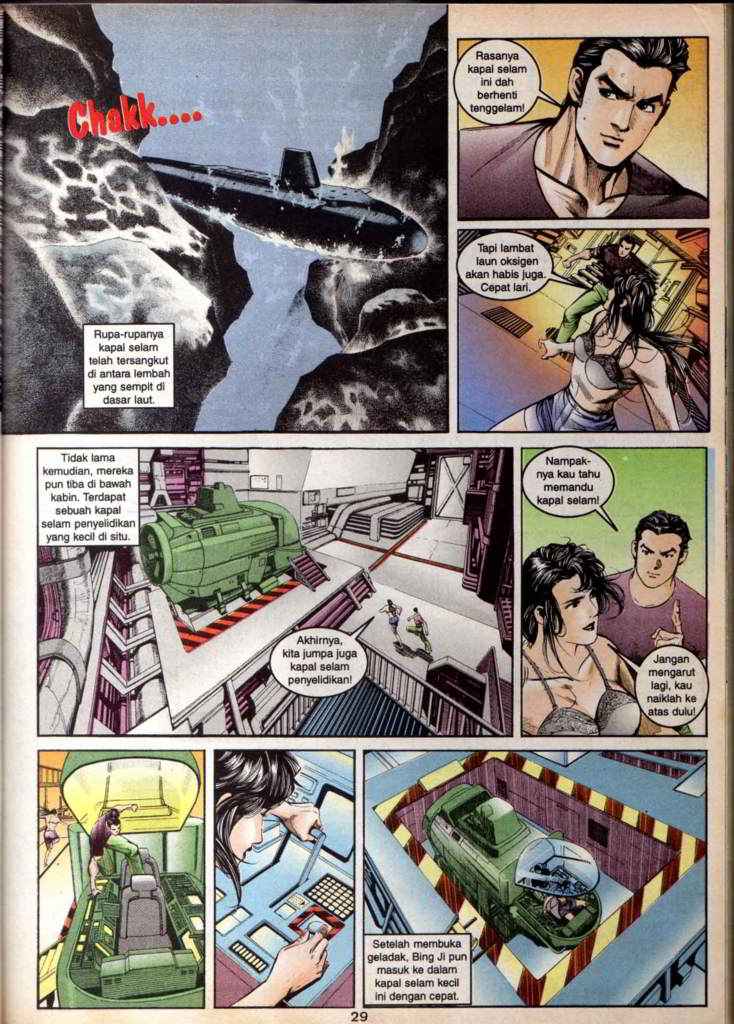 Chakk....
Rupa-rupanya
kapal selam
telah tersangkut
di antara lembah
yang sempit di
dasar laut.
Rasanya
kapal selam
ini dah
berhenti
tenggelam!
Tapi lambat
laun oksigen
akan habis juga.
Cepat lari.
Tidak lama
kemudian, mereka
pun tiba di bawah
kabin. Terdapat
sebuah kapal
selam penyelidikan
yang kecil di situ.
Akhirnya,
kita jumpa juga
kapal selam
penyelidikan!
Nampak-
nya kau tahu
memandu
kapal selam!
Jangan
mengarut
lagi, kau
naiklah ke
atas dulu!
Setelah membuka
geladak, Bing Ji pun
masuk ke dalam
kapal selam kecil
ini dengan cepat.
29